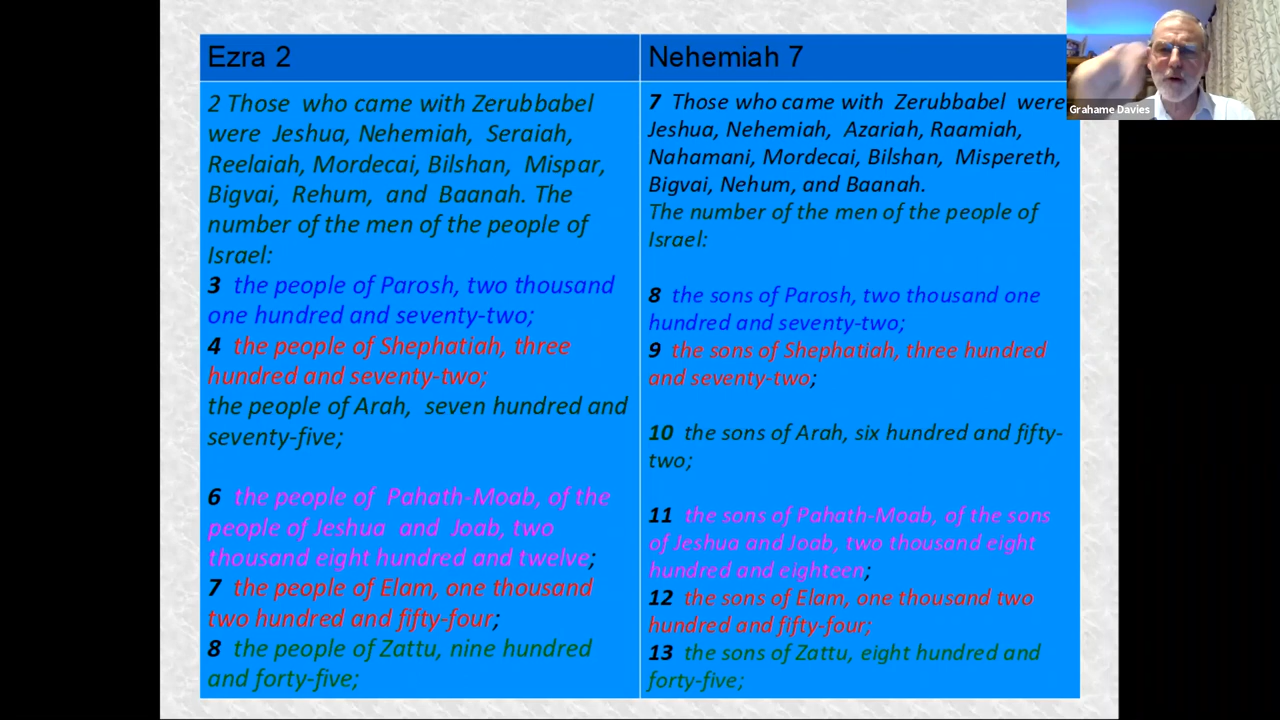 Ezra 2
2 Those who came with Zerubbabel
were Jeshua, Nehemiah, Seraiah,
Reelaiah, Mordecai, Bilshan, Mispar,
Bigvai, Rehum, and Baanah. The
number of the men of the people of
Israel:
3 the people of Parosh, two thousand
one hundred and seventy-two;
4 the people of Shephatiah, three
hundred and seventy-two;
the people of Arah, seven hundred and
seventy-five;
6 the people of Pahath-Moab, of the
people of Jeshua and Joab, two
thousand eight hundred and twelve;
7 the people of Elam, one thousand
two hundred and fifty-four;
8 the people of Zattu, nine hundred
and forty-five;
Nehemiah 7
7 Those who came with Zerubbabel were
Jeshua, Nehemiah, Azariah, Raamiah,
Nahamani, Mordecai, Bilshan, Mispereth,
Bigvai, Nehum, and Baanah.
The number of the men of the people of
Israel:
8 the sons of Parosh, two thousand one
hundred and seventy-two;
9 the sons of Shephatiah, three hundred
and seventy-two;
10 the sons of Arah, six hundred and fifty-
two;
11 the sons of Pahath-Moab, of the sons
of Jeshua and Joab, two thousand eight
hundred and eighteen;
12 the sons of Elam, one thousand two
hundred and fifty-four;
13 the sons of Zattu, eight hundred and
forty-five;
Grahame Davies